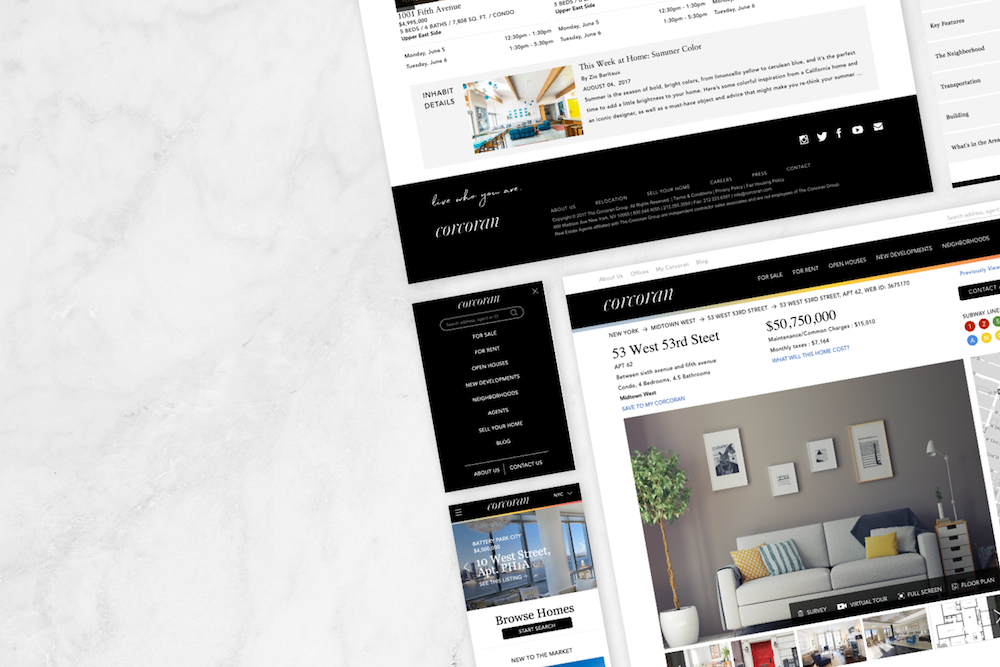 1001 Fifth Avenue
$4,995,000
5 BEDS / 6 BATHS / 7,808 SQ. FT. / CONDO
Upper East Side
Monday, June 5 12:30pm - 1:30pm
Tuesday, June 6 1:30pm - 5:30pm
Upper East Side
Monday, June 5 12:30pm - 1:30pm
Tuesday, June 6 1:30pm - 5:30pm
Tuesday, June 6
INHABIT
DETAILS
This Week at Home: Summer Color
By Zio Baritaux
AUGUST 04, 2017
Summer is the season of bold, bright colors, from limoncello yellow to cerulean blue, and it's the perfect
time to add a little brightness to your home. Here's some colorful inspiration from a California home and
an iconic designer, as well as a must-have object and advice that might make you re-think your summer ...
live who you are.
corcoran
ABOUT US RELOCATION SELL YOUR HOME CAREERS PRESS CONTACT
Copyright © 2017 The Corcoran Group. All Rights Reserved. | Terms & Conditions | Privacy Policy | Fair Housing Policy
660 Madison Ave New York, NY 10065 | 800.544.4055 | 212.355.3550 | Fax: 212.223.6381 | info@corcoran.com
Real Estate Agents affiliated with The Corcoran Group are independent contractor sales associates and are not employees of The Corcoran Group.
Key Features
The Neighborhood
Transportation
Building
What's in the Area
corcoran
Search address, agent or ID
FOR SALE
FOR RENT
OPEN HOUSES
NEW DEVELOPMENTS
NEIGHBORHOODS
AGENTS
SELL YOUR HOME
BLOG
ABOUT US | CONTACT US
corcoran NYC
BATTERY PARK CITY
$4,500,000
10 West Street,
Apt. PH1A
SEE THIS LISTING
Browse Homes
START SEARCH
NEW TO THE MARKET
About Us Offices My Corcoran Blog
Search address, agent
corcoran
FOR SALE FOR RENT OPEN HOUSES NEW DEVELOPMENTS NEIGHBORHOODS
NEW YORK → MIDTOWN WEST → 53 WEST 53RD STREET → 53 WEST 53RD STREET, APT 62, WEB ID: 3675170
Previously View
CONTACT
53 West 53rd Steet
APT 62
Between sixth avenue and fifth avenue
Condo, 4 Bedrooms, 4.5 Bathrooms
Midtown West
SAVE TO MY CORCORAN
$50,750,000
Maintenance/Common Charges : $15,010
Monthly taxes : $7,164
WHAT WILL THIS HOME COST?
SUBWAY LINE
1 2
A N
SURVEY VIRTUAL TOUR FULL SCREEN FLOOR PLAN